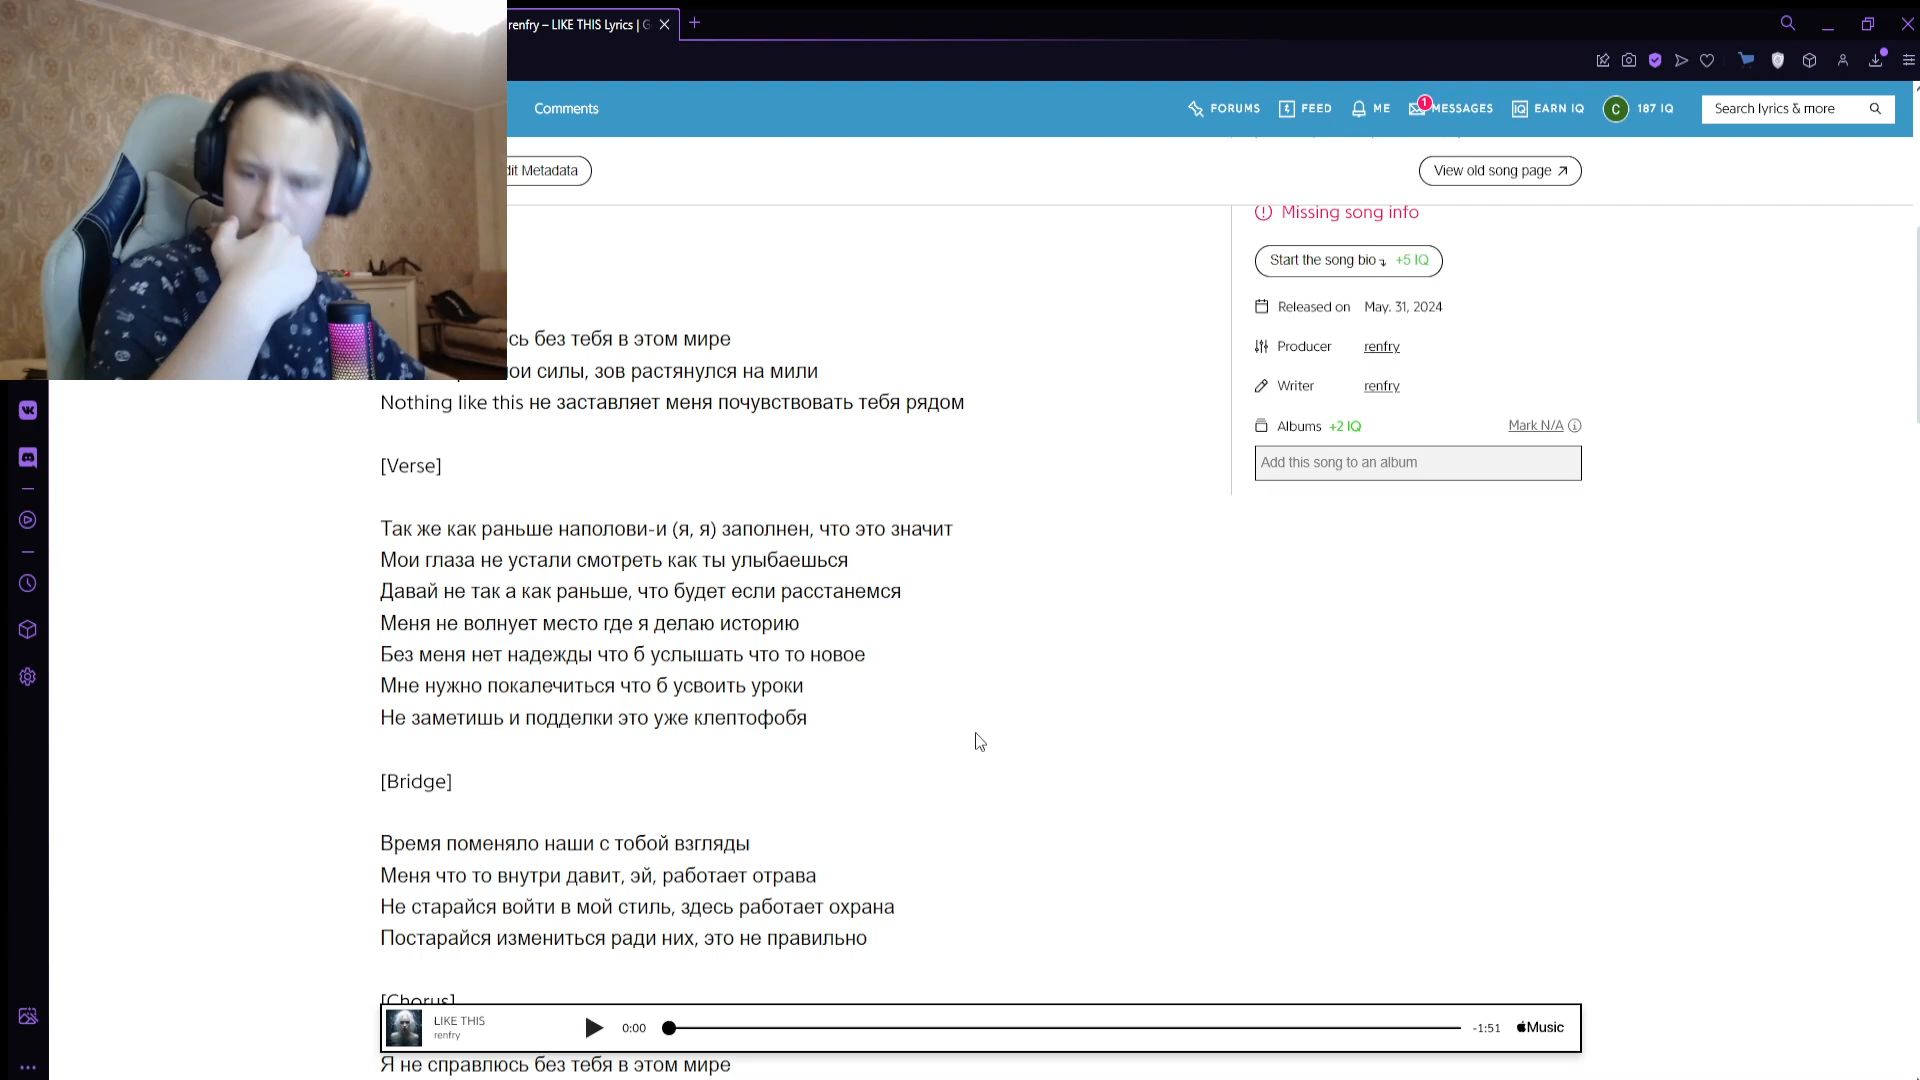 renfry – LIKE THIS Lyrics | G
Comments
FORUMS
FEED
ME
1
MESSAGES
EARN IQ
C
187 IQ
Search lyrics & more
dit Metadata
View old song page
Missing song info
Start the song bio +5 IQ
Released on May. 31, 2024
Producer renfry
Writer renfry
Albums +2 IQ
Mark N/A
Add this song to an album
сь без тебя в этом мире
ои силы, зов растянулся на мили
Nothing like this не заставляет меня почувствовать тебя рядом
[Verse]
Так же как раньше наполови-и (я, я) заполнен, что это значит
Мои глаза не устали смотреть как ты улыбаешься
Давай не так а как раньше, что будет если расстанемся
Меня не волнует место где я делаю историю
Без меня нет надежды что б услышать что то новое
Мне нужно покалечиться что б усвоить уроки
Не заметишь и подделки это уже клептофобя
[Bridge]
Время поменяло наши с тобой взгляды
Меня что то внутри давит, эй, работает отрава
Не старайся войти в мой стиль, здесь работает охрана
Постарайся измениться ради них, это не правильно
[Chorus]
LIKE THIS
renfry
0:00
-1:51
Music
Я не справлюсь без тебя в этом мире